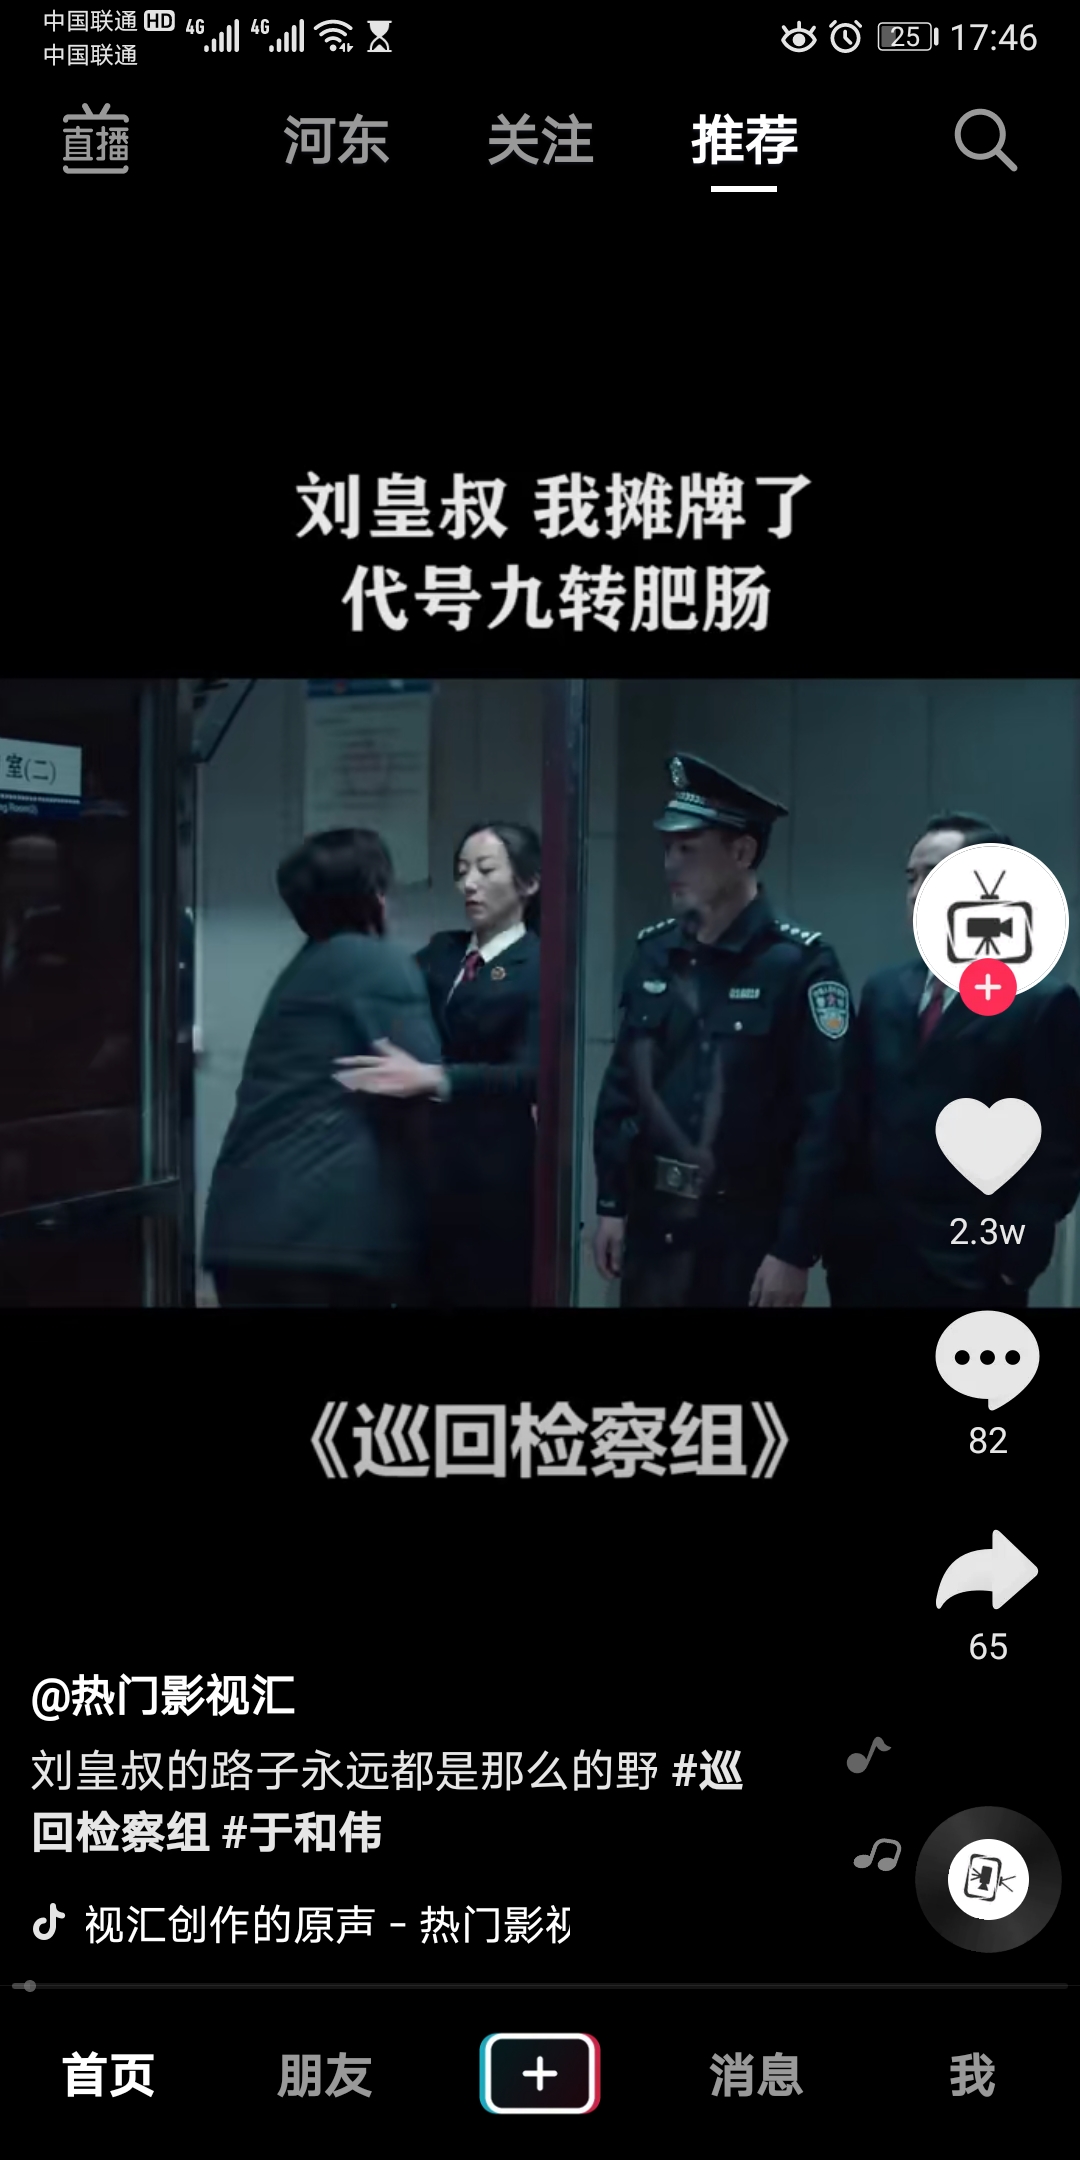 中国联通 HD 4G 4G 25 17:46
中国联通
直播 河东 关注 推荐
刘皇叔 我摊牌了
代号九转肥肠
室(二)
2.3w
《巡回检察组》
82
65
@热门影视汇
刘皇叔的路子永远都是那么的野 #巡
回检察组 #于和伟
视汇创作的原声 - 热门影视
首页 朋友 消息 我